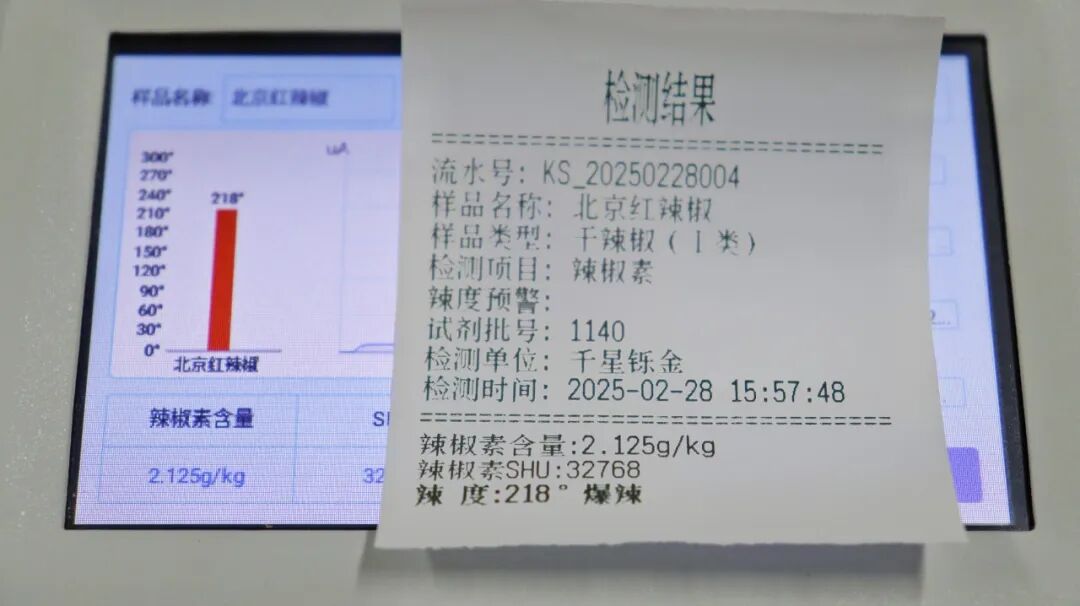 样品名称 北京红辣椒
uA
300°
270°
240°
218°
210°
180°
150°
120°
90°
60°
30°
0°
北京红辣椒
辣椒素含量
2.125g/kg
32
检测结果
================================
流水号: KS_20250228004
样品名称: 北京红辣椒
样品类型: 干辣椒(I类)
检测项目: 辣椒素
辣度预警:
试剂批号: 1140
检测单位: 千星铄金
检测时间: 2025-02-28 15:57:48
================================
辣椒素含量:2.125g/kg
辣椒素SHU:32768
辣 度:218° 爆辣